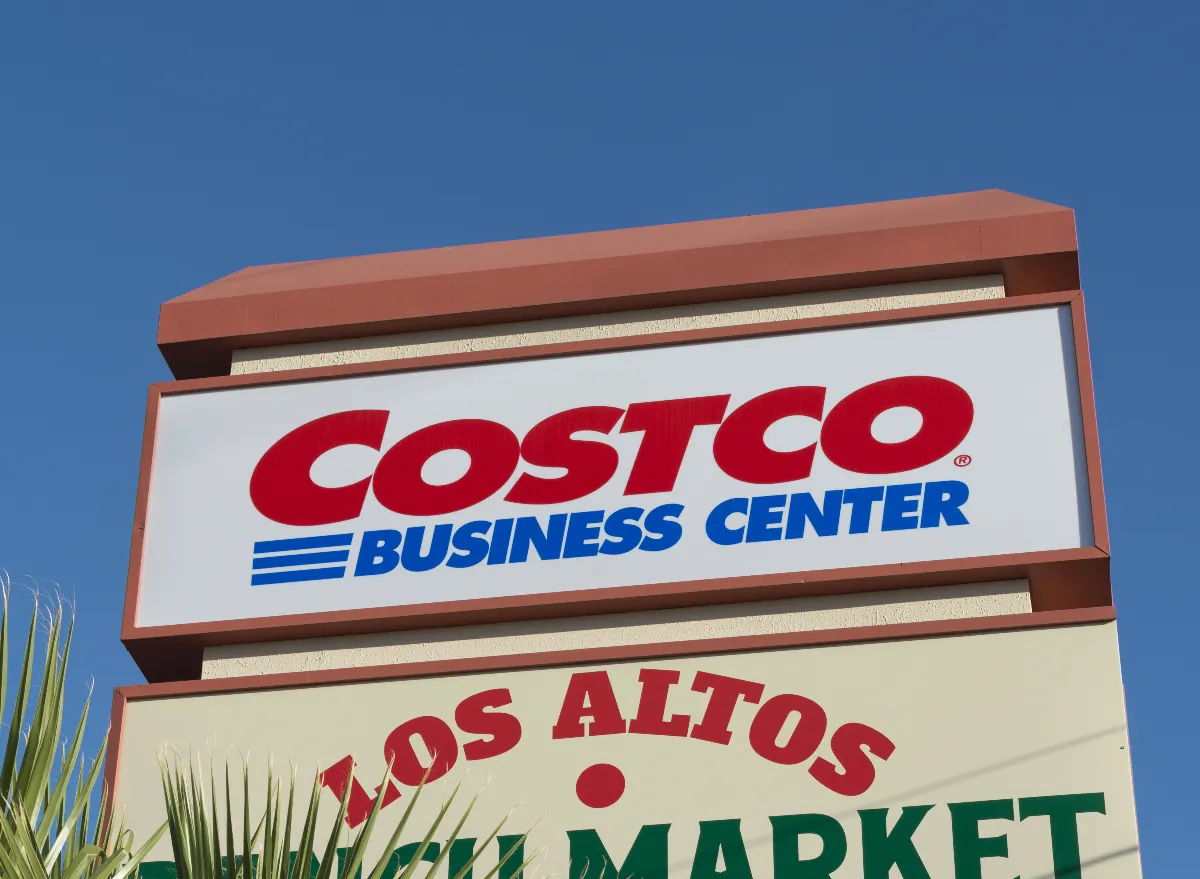 COSTCO®
BUSINESS CENTER
LOS ALTOS
MARKET